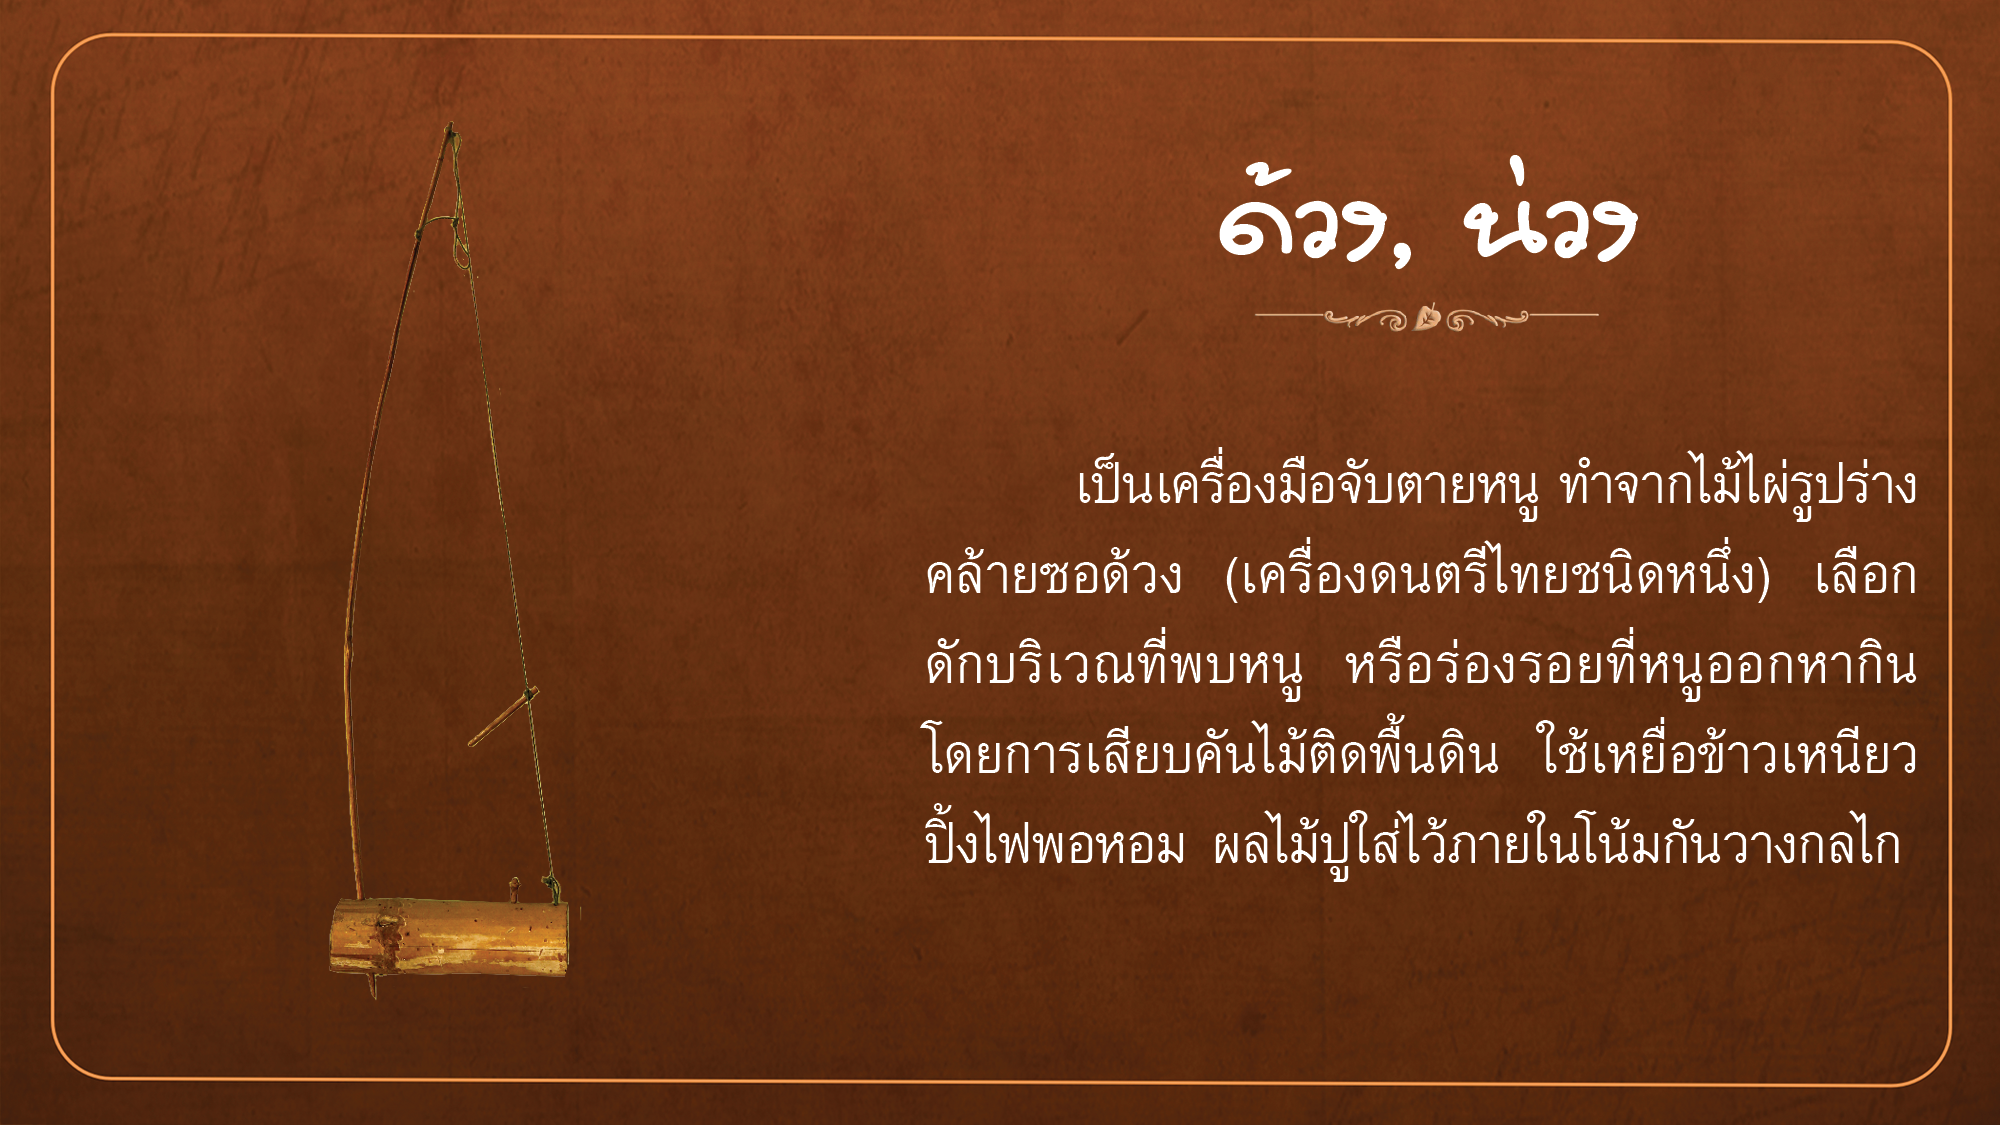 ด้วง, น่วง
เป็นเครื่องมือจับตายหนู ทำจากไม้ไผ่รูปร่าง
คล้ายซอด้วง (เครื่องดนตรีไทยชนิดหนึ่ง) เลือก
ดักบริเวณที่พบหนู หรือร่องรอยที่หนูออกหากิน
โดยการเสียบคันไม้ติดพื้นดิน ใช้เหยื่อข้าวเหนียว
ปิ้งไฟพอหอม ผลไม้ปูใส่ไว้ภายในโน้มกันวางกลไก